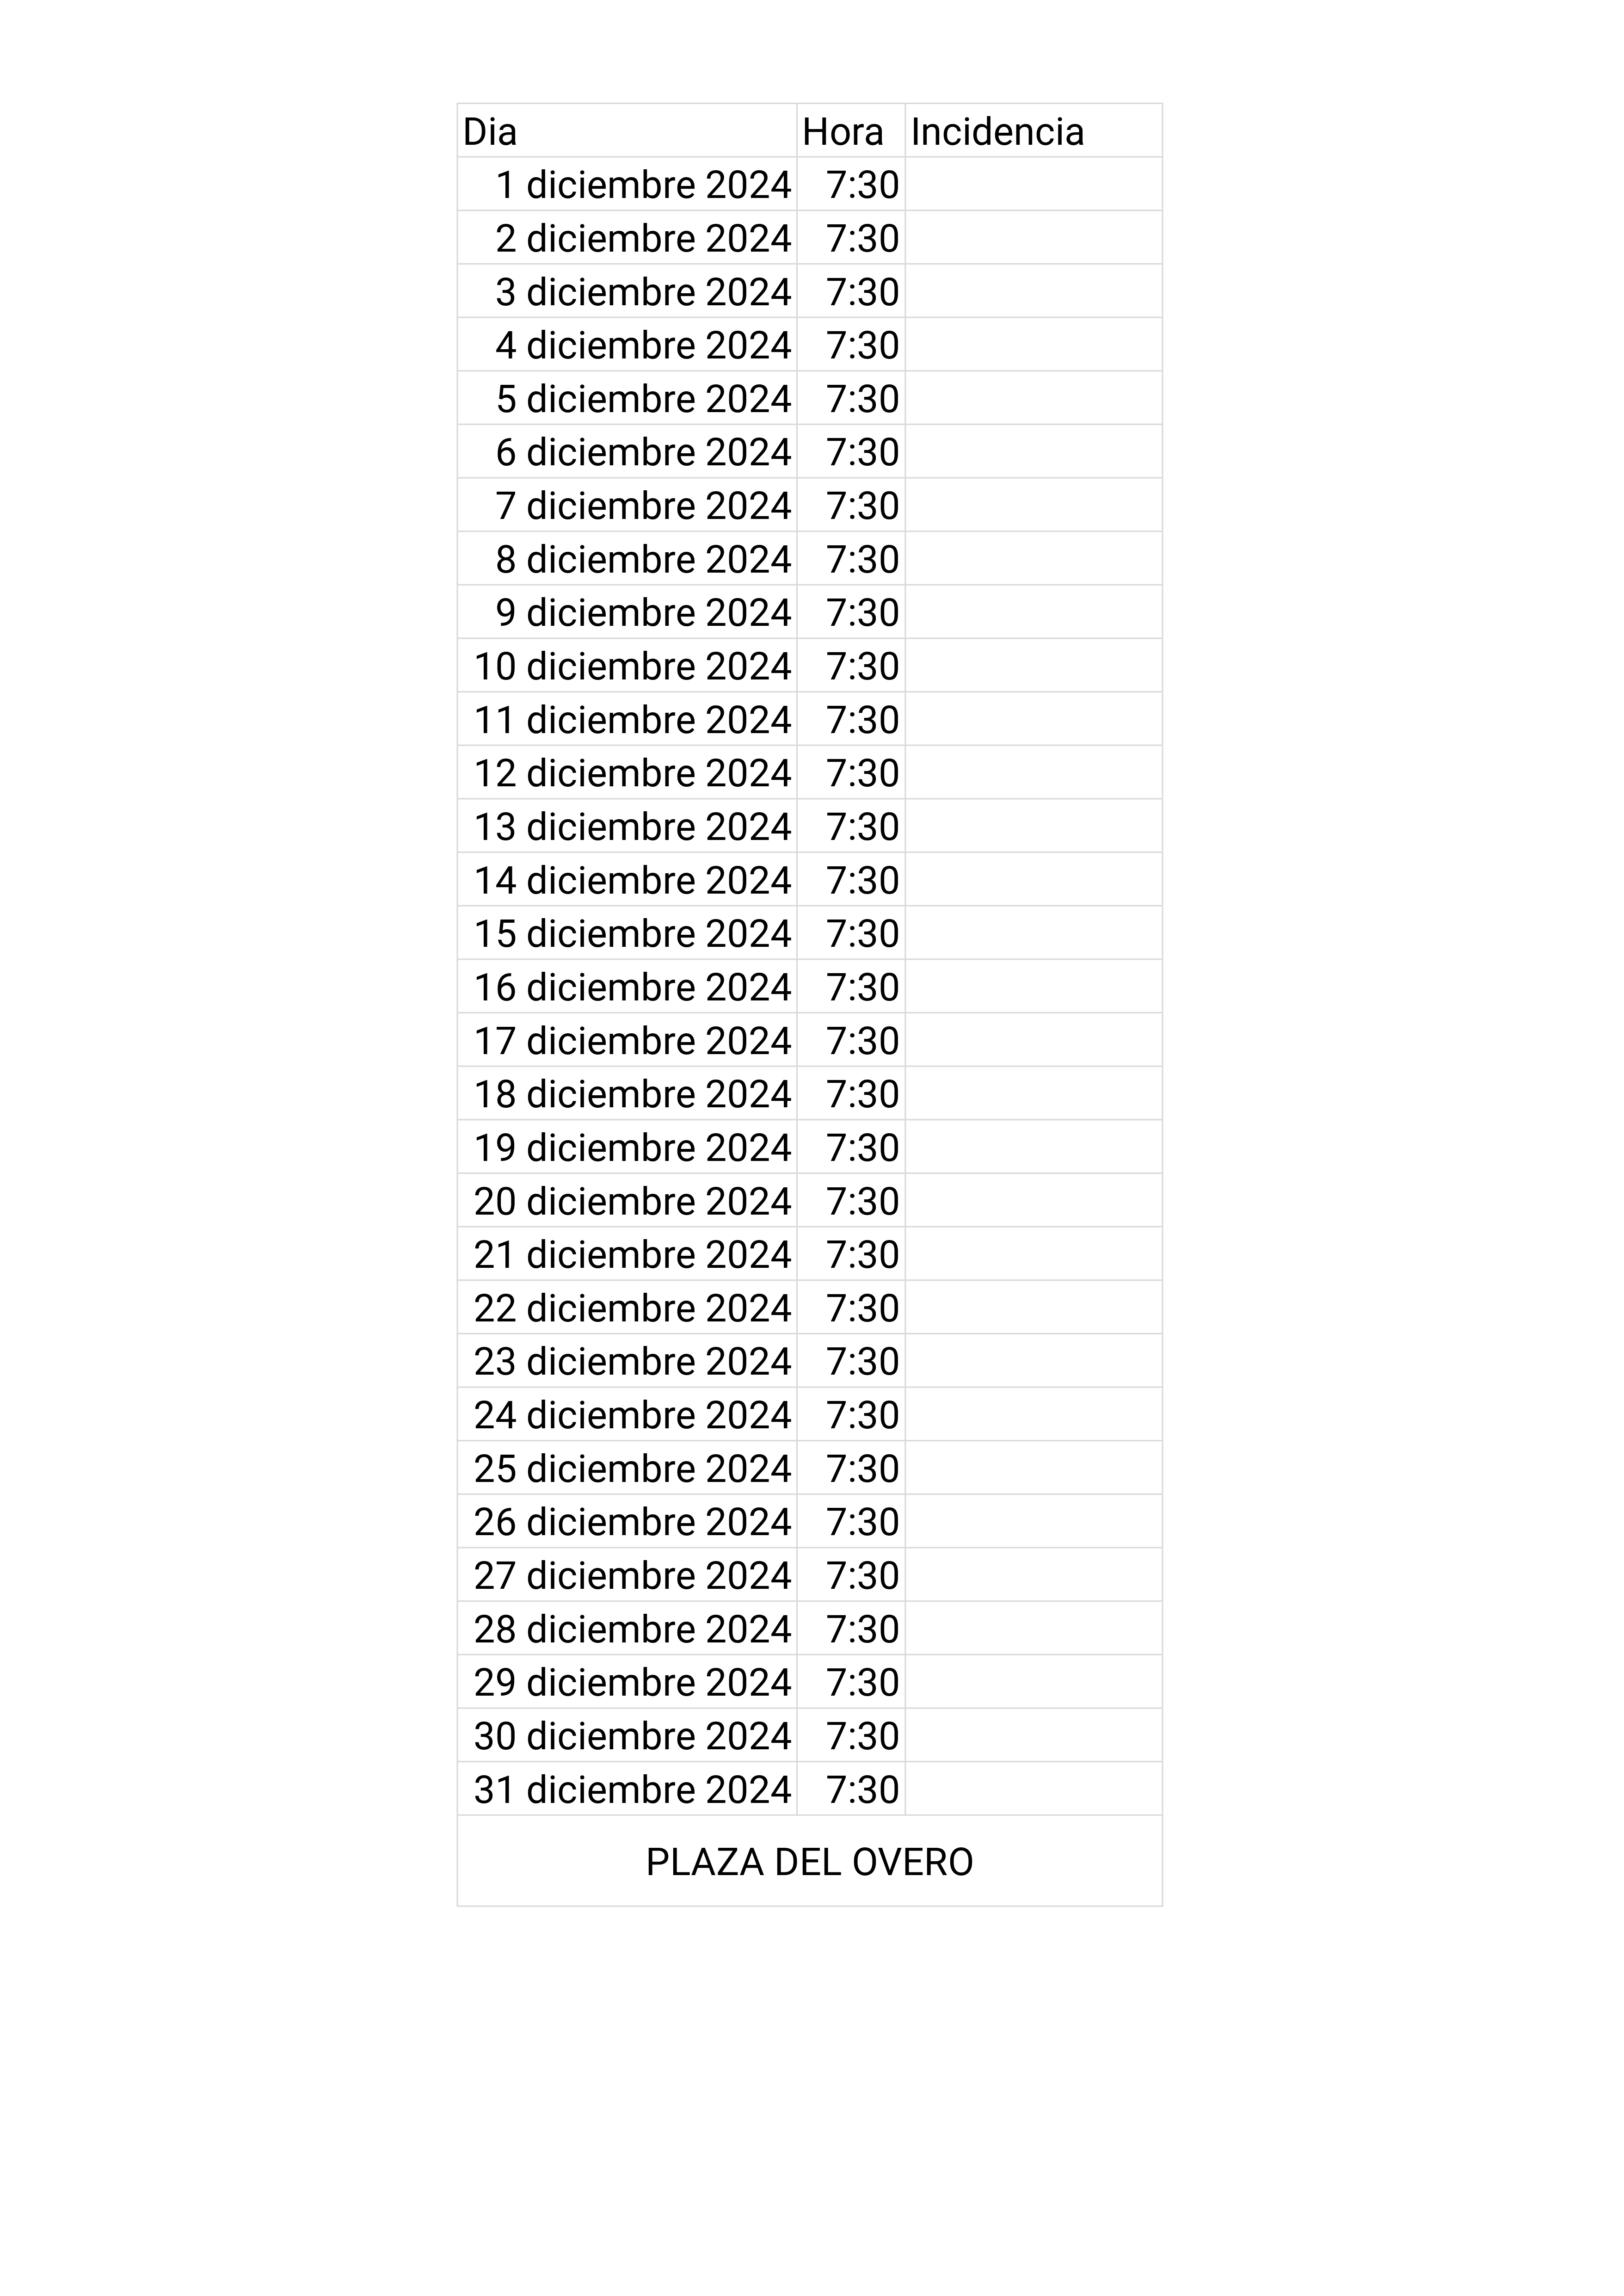 Dia Hora Incidencia
1 diciembre 2024 7:30
2 diciembre 2024 7:30
3 diciembre 2024 7:30
4 diciembre 2024 7:30
5 diciembre 2024 7:30
6 diciembre 2024 7:30
7 diciembre 2024 7:30
8 diciembre 2024 7:30
9 diciembre 2024 7:30
10 diciembre 2024 7:30
11 diciembre 2024 7:30
12 diciembre 2024 7:30
13 diciembre 2024 7:30
14 diciembre 2024 7:30
15 diciembre 2024 7:30
16 diciembre 2024 7:30
17 diciembre 2024 7:30
18 diciembre 2024 7:30
19 diciembre 2024 7:30
20 diciembre 2024 7:30
21 diciembre 2024 7:30
22 diciembre 2024 7:30
23 diciembre 2024 7:30
24 diciembre 2024 7:30
25 diciembre 2024 7:30
26 diciembre 2024 7:30
27 diciembre 2024 7:30
28 diciembre 2024 7:30
29 diciembre 2024 7:30
30 diciembre 2024 7:30
31 diciembre 2024 7:30
PLAZA DEL OVERO